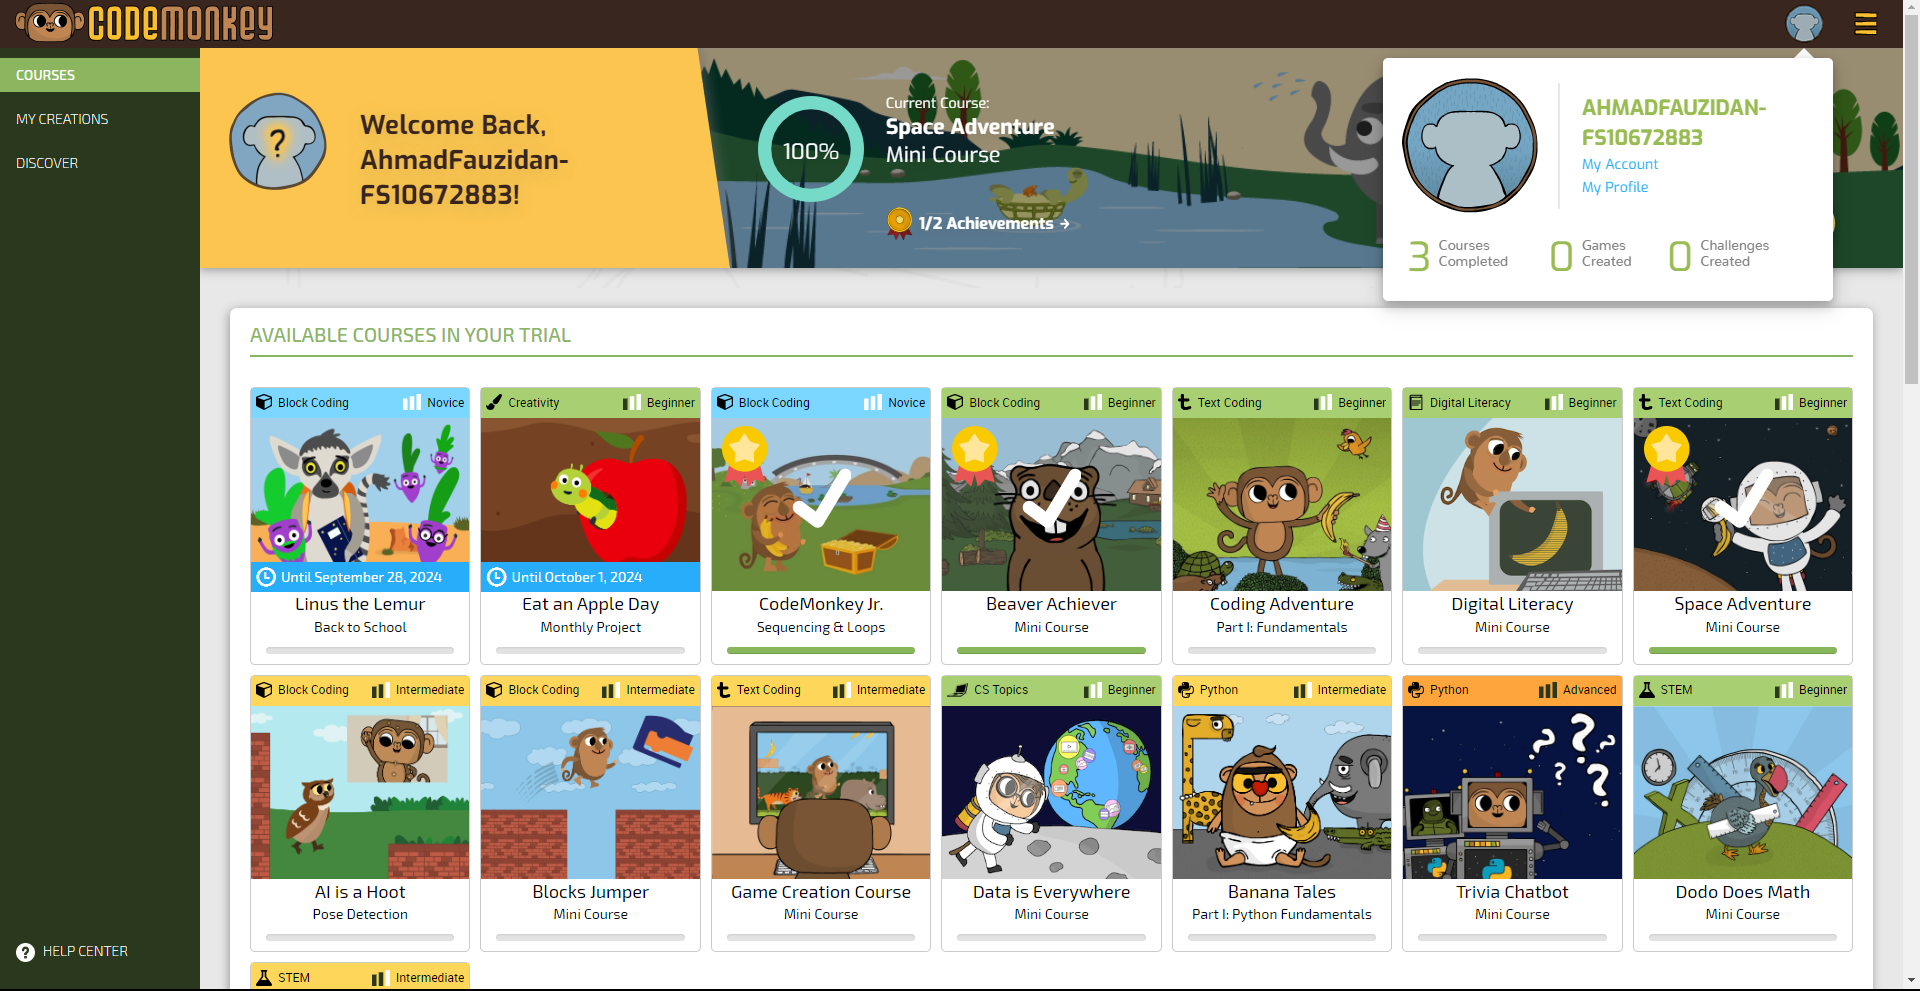 CODEMONKEY
COURSES
MY CREATIONS
DISCOVER
HELP CENTER
?
Welcome Back,
AhmadFauzidan-
FS10672883!
100%
Current Course:
Space Adventure
Mini Course
1/2 Achievements →
AHMADFAUZIDAN-
FS10672883
My Account
My Profile
3 Courses Completed
0 Games Created
0 Challenges Created
AVAILABLE COURSES IN YOUR TRIAL
Block Coding Novice
Until September 28, 2024
Linus the Lemur
Back to School
Creativity Beginner
Until October 1, 2024
Eat an Apple Day
Monthly Project
Block Coding Novice
CodeMonkey Jr.
Sequencing & Loops
Block Coding Beginner
Beaver Achiever
Mini Course
Text Coding Beginner
Coding Adventure
Part I: Fundamentals
Digital Literacy Beginner
Digital Literacy
Mini Course
Text Coding Beginner
Space Adventure
Mini Course
Block Coding Intermediate
AI is a Hoot
Pose Detection
Block Coding Intermediate
Blocks Jumper
Mini Course
Text Coding Intermediate
Game Creation Course
Mini Course
CS Topics Beginner
Data is Everywhere
Mini Course
Python Intermediate
Banana Tales
Part I: Python Fundamentals
Python Advanced
? ? ? ? ?
Trivia Chatbot
Mini Course
STEM Beginner
Dodo Does Math
Mini Course
STEM Intermediate